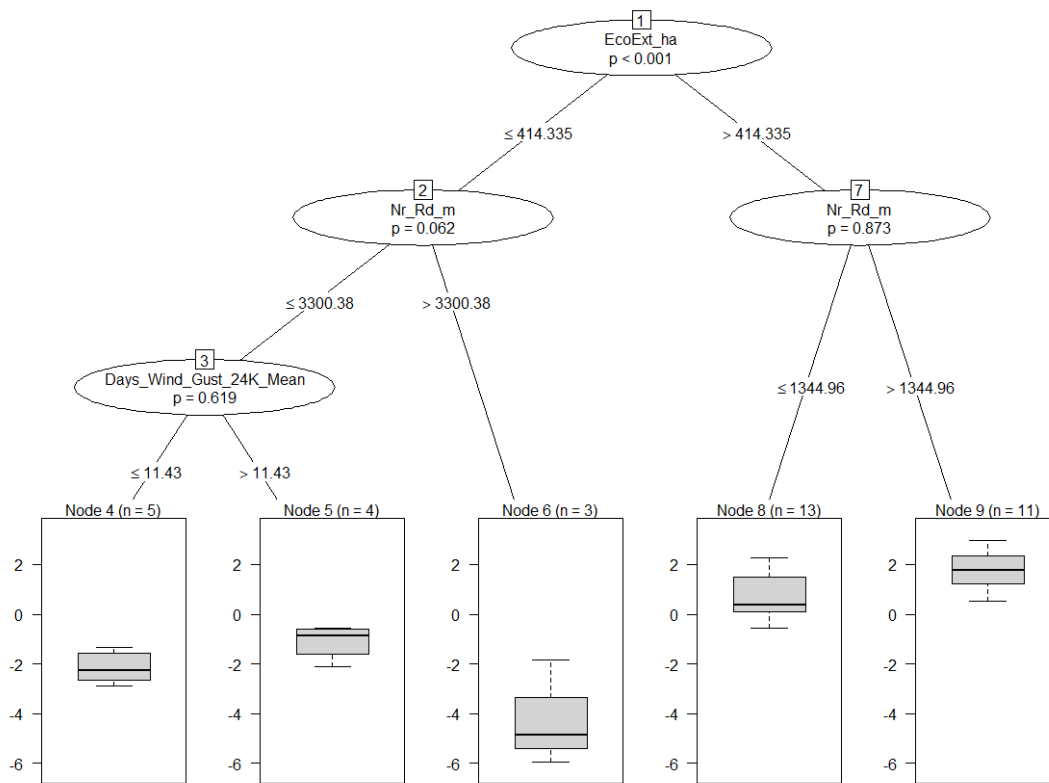 1
EcoExt_ha
p < 0.001
≤ 414.335
> 414.335
2
Nr_Rd_m
p = 0.062
7
Nr_Rd_m
p = 0.873
≤ 3300.38
> 3300.38
3
Days_Wind_Gust_24K_Mean
p = 0.619
≤ 1344.96
> 1344.96
≤ 11.43
> 11.43
Node 4 (n = 5)
2
0
-2
-4
-6
Node 5 (n = 4)
2
0
-2
-4
-6
Node 6 (n = 3)
2
0
-2
-4
-6
Node 8 (n = 13)
2
0
-2
-4
-6
Node 9 (n = 11)
2
0
-2
-4
-6